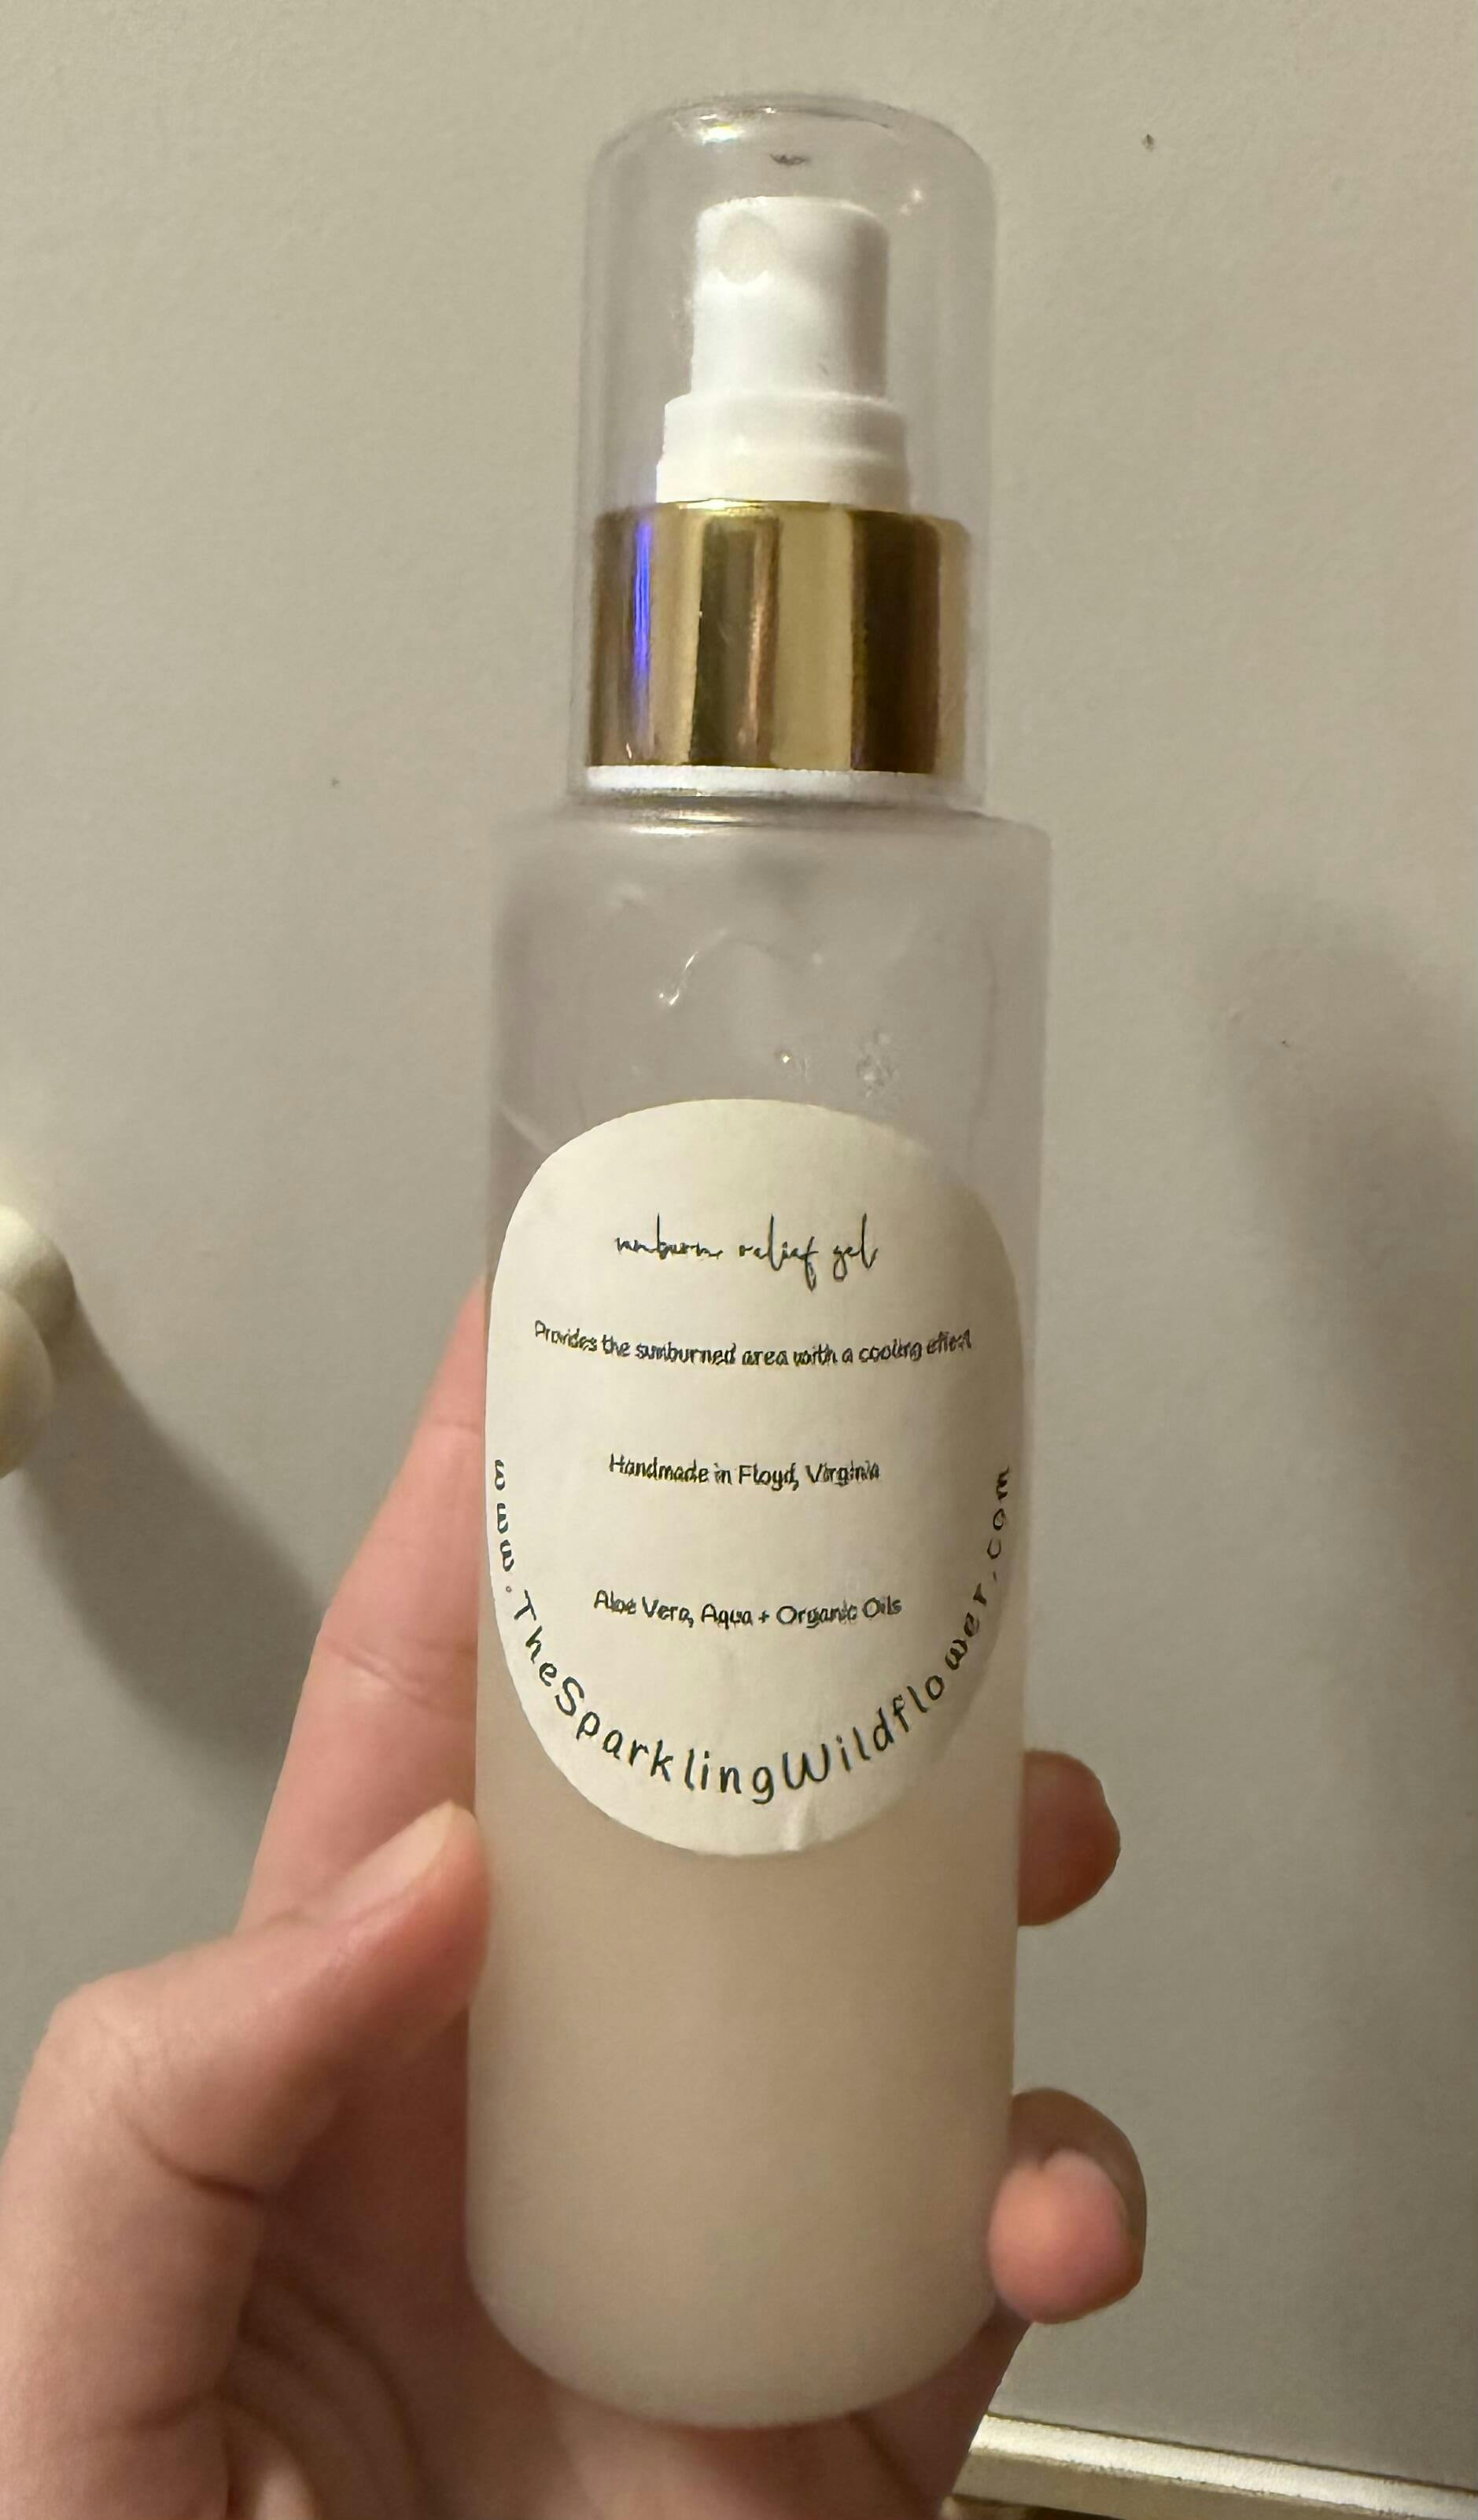 sunburn relief gel
Provides the sunburned area with a cooling effect
Handmade in Floyd, Virginia
Aloe Vera, Aqua + Organic Oils
www.TheSparklingWildflower.com